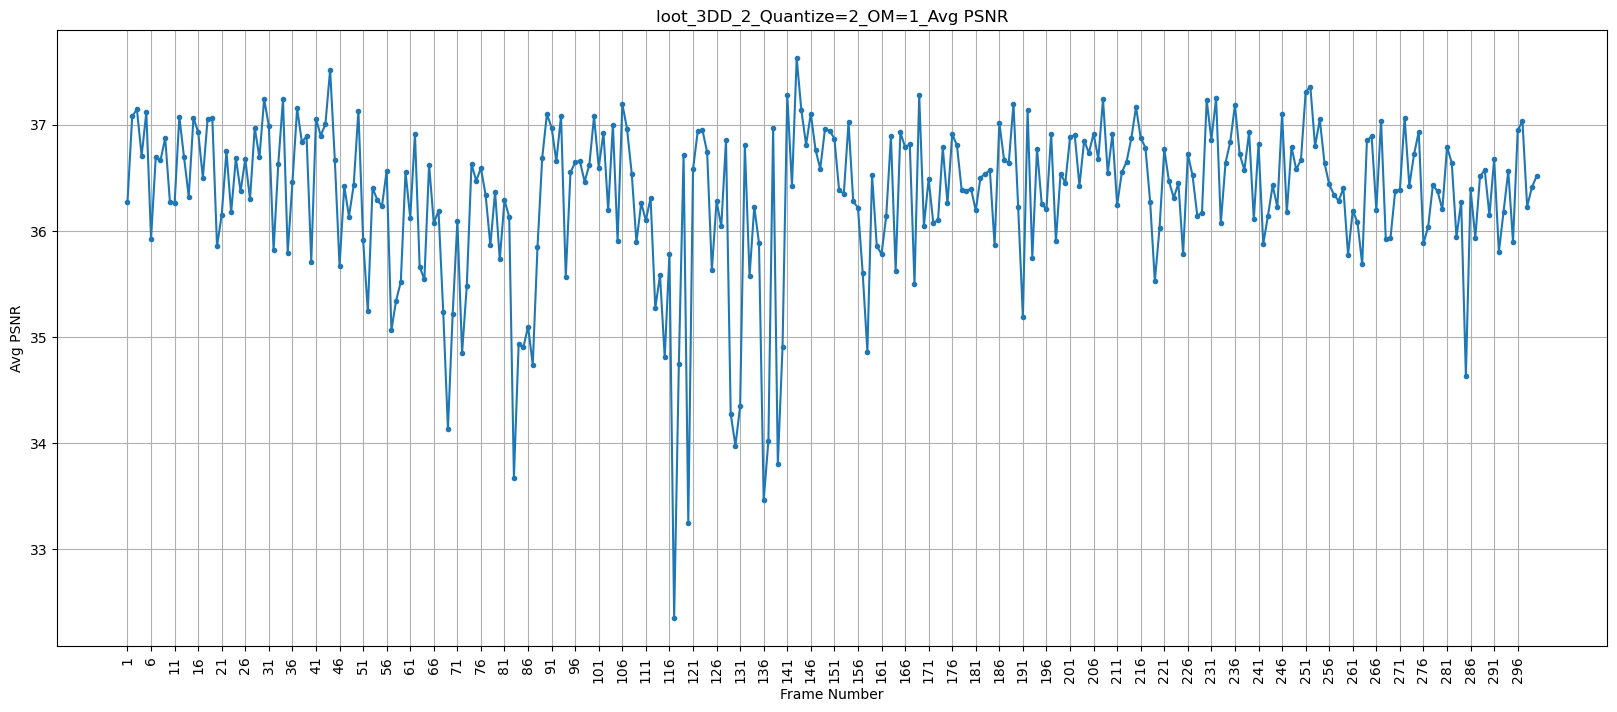 loot_3DD_2_Quantize=2_OM=1_Avg PSNR
37
36
35
34
33
Avg PSNR
1 6 11 16 21 26 31 36 41 46 51 56 61 66 71 76 81 86 91 96 101 106 111 116 121 126 131 136 141 146 151 156 161 166 171 176 181 186 191 196 201 206 211 216 221 226 231 236 241 246 251 256 261 266 271 276 281 286 291 296
Frame Number